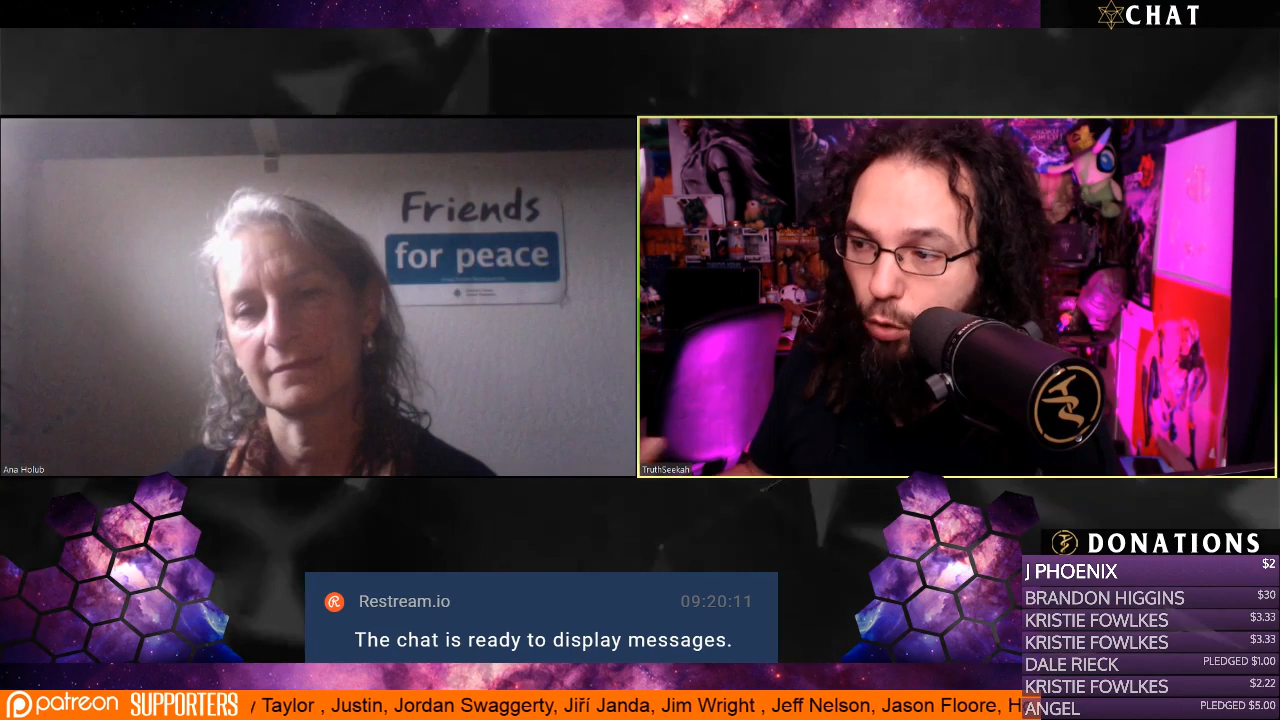 CHAT
Friends
for peace
Ana Holub
TruthSeekah
DONATIONS
J PHOENIX $2
BRANDON HIGGINS $30
KRISTIE FOWLKES $3.33
KRISTIE FOWLKES $3.33
DALE RIECK PLEDGED $1.00
KRISTIE FOWLKES $2.22
ANGEL PLEDGED $5.00
Restream.io 09:20:11
The chat is ready to display messages.
patreon SUPPORTERS Taylor , Justin, Jordan Swaggerty, Jiří Janda, Jim Wright , Jeff Nelson, Jason Floore, H